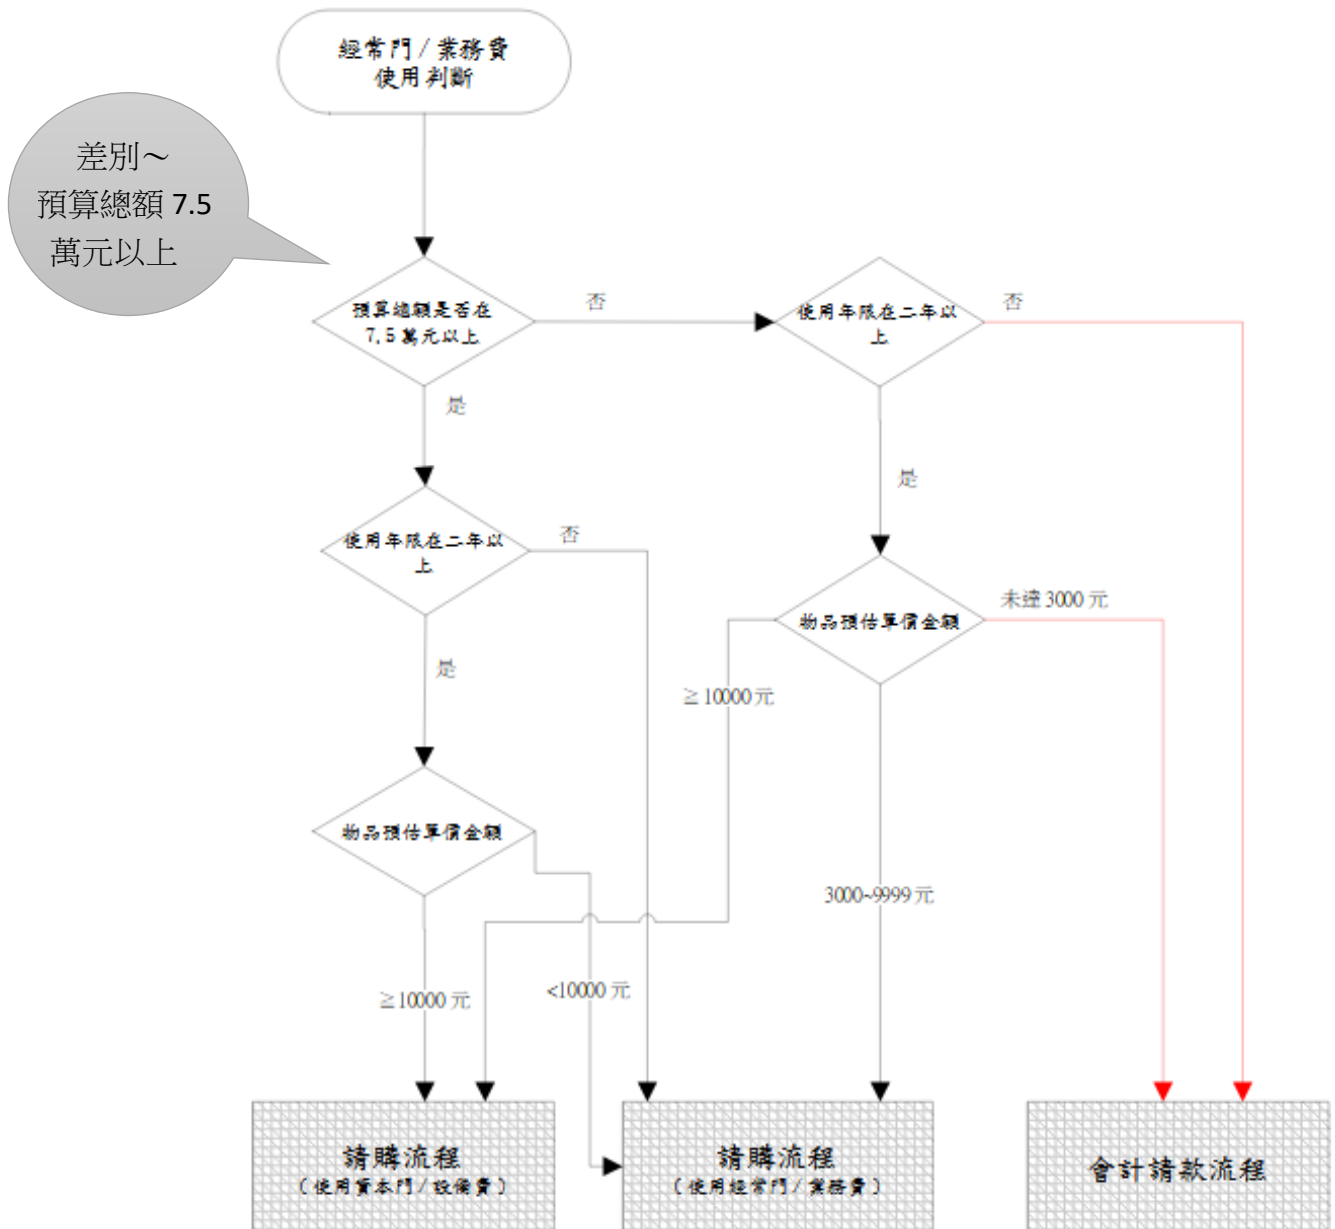 經常門/業務費
使用判斷
差別～
預算總額 7.5
萬元以上
預算總額是否在
7.5 萬元以上
否
使用年限在二年以
上
否
是
是
使用年限在二年以
上
否
物品預估單價金額
未達 3000 元
是
≧10000 元
物品預估單價金額
3000~9999 元
≧10000 元
<10000 元
請購流程
(使用資本門/設備費)
請購流程
(使用經常門/業務費)
會計請款流程